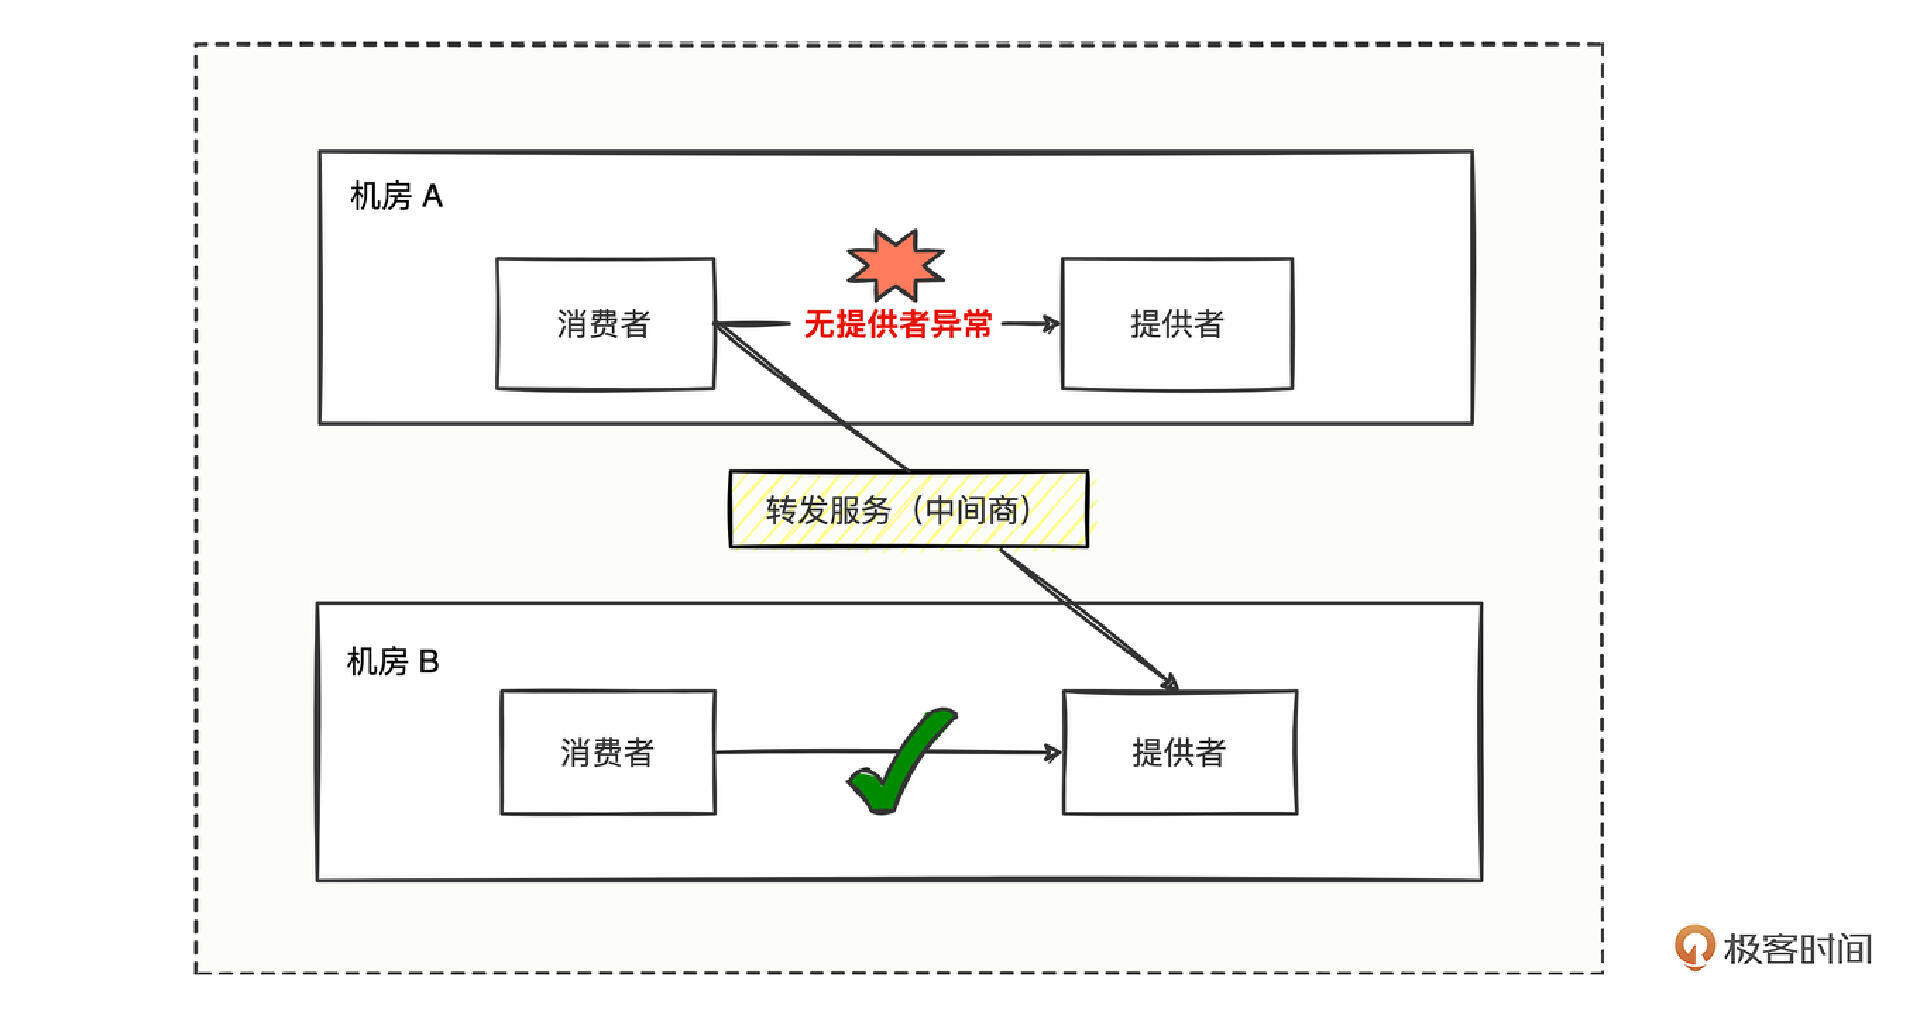 机房 A
消费者
无提供者异常
提供者
转发服务（中间商）
机房 B
消费者
提供者
极客时间